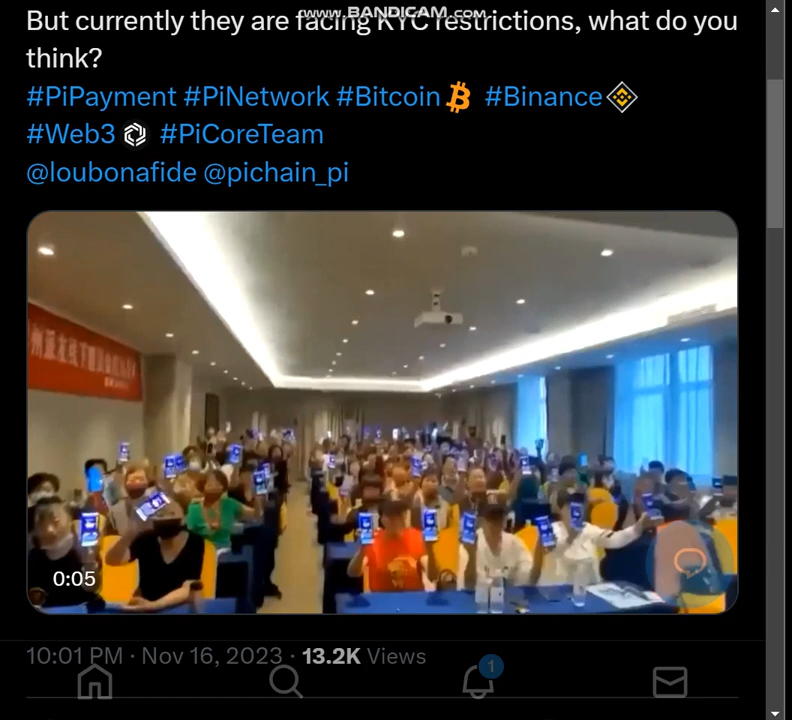 www.BANDICAM.com
But currently they are facing KYC restrictions, what do you
think?
#PiPayment #PiNetwork #Bitcoin #Binance
#Web3 #PiCoreTeam
@loubonafide @pichain_pi
0:05
10:01 PM · Nov 16, 2023 · 13.2K Views
1